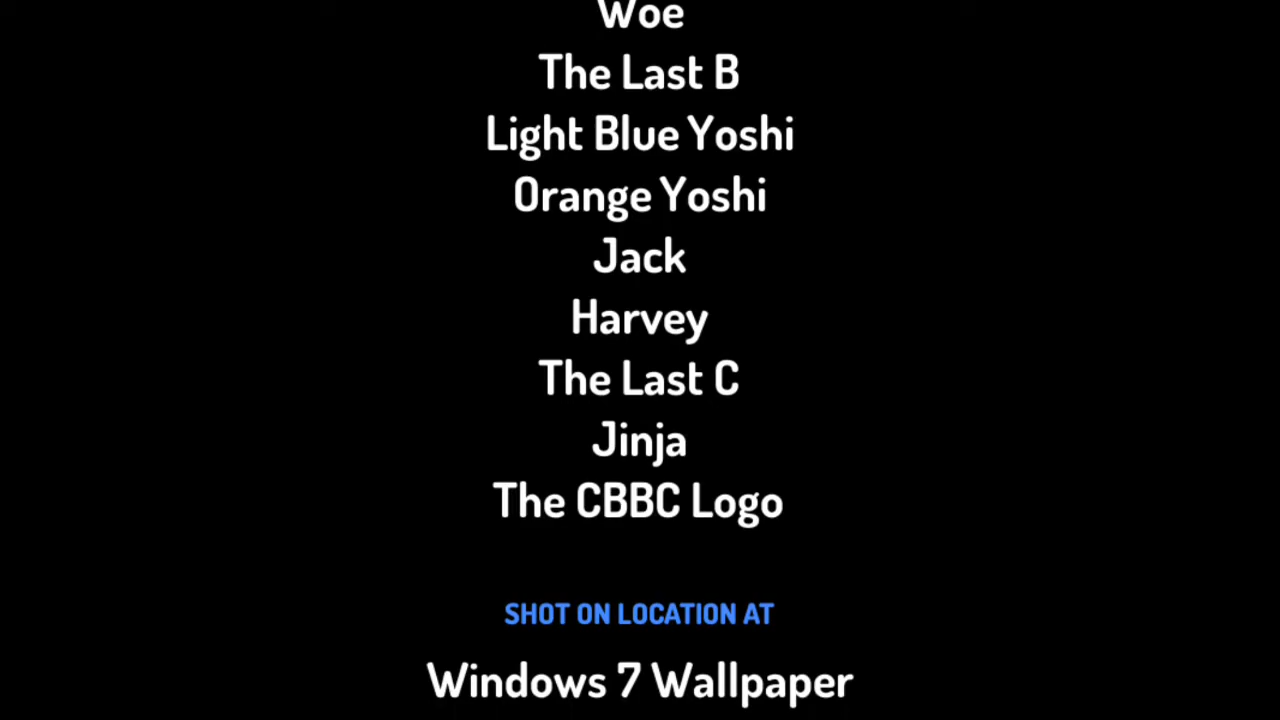 Woe
The Last B
Light Blue Yoshi
Orange Yoshi
Jack
Harvey
The Last C
Jinja
The CBBC Logo
SHOT ON LOCATION AT
Windows 7 Wallpaper